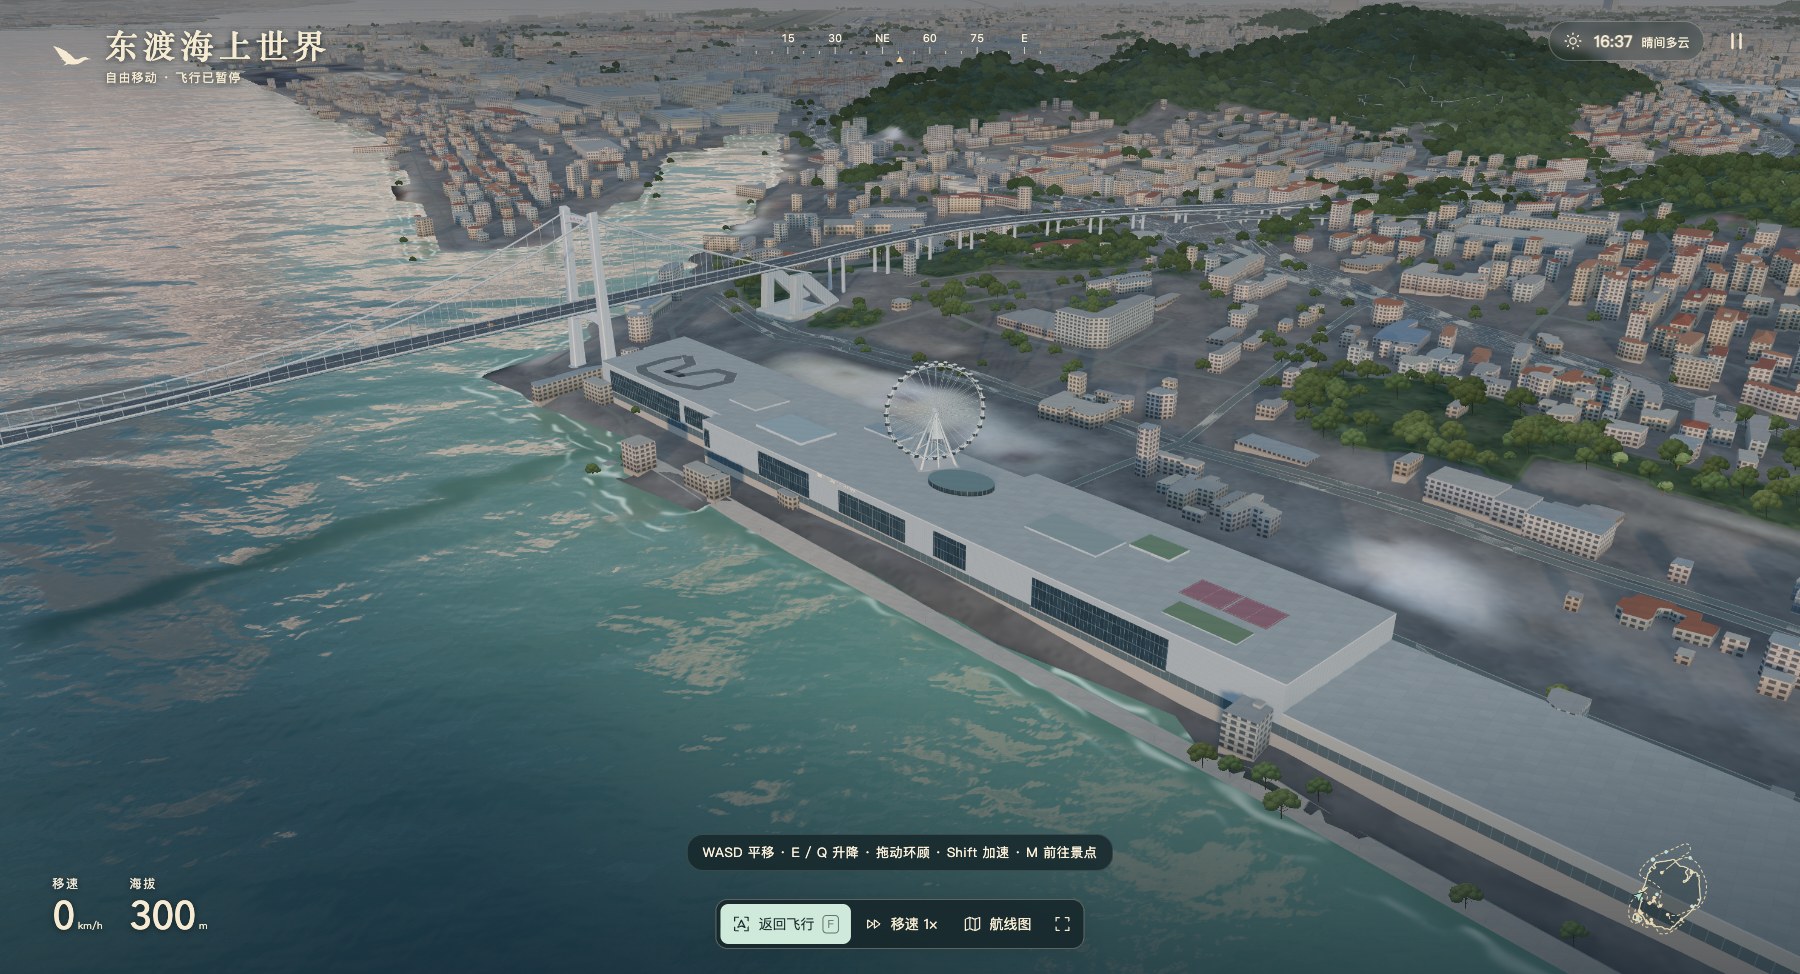 东渡海上世界
自由移动 · 飞行已暂停
15 30 NE 60 75 E
16:37 晴间多云
WASD 平移 · E / Q 升降 · 拖动环顾 · Shift 加速 · M 前往景点
移速 海拔
0 km/h 300 m
返回飞行 F 移速 1x 航线图